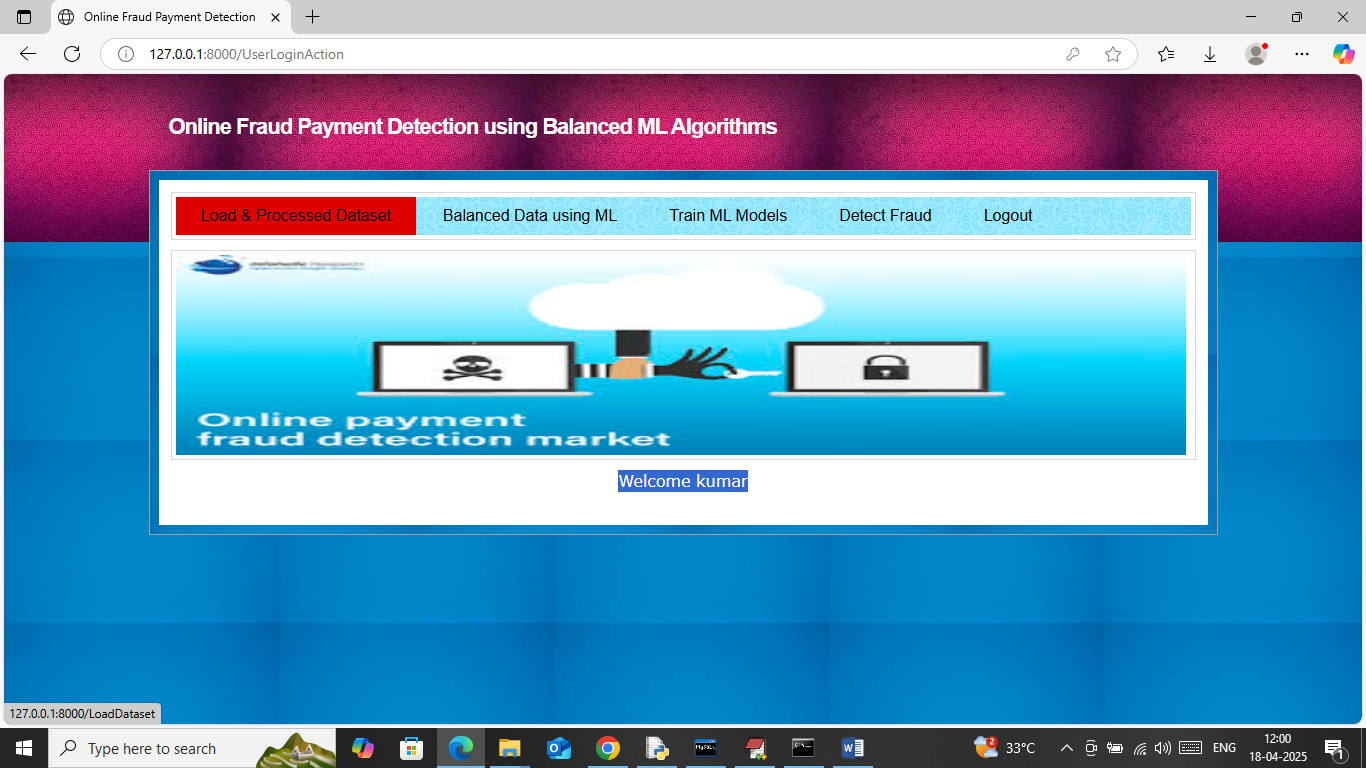 Online Fraud Payment Detection
127.0.0.1:8000/UserLoginAction
Online Fraud Payment Detection using Balanced ML Algorithms
Load & Processed Dataset Balanced Data using ML Train ML Models Detect Fraud Logout
Online payment
fraud detection market
Welcome kumar
127.0.0.1:8000/LoadDataset
Type here to search
2
33°C
ENG
12:00
18-04-2025
1